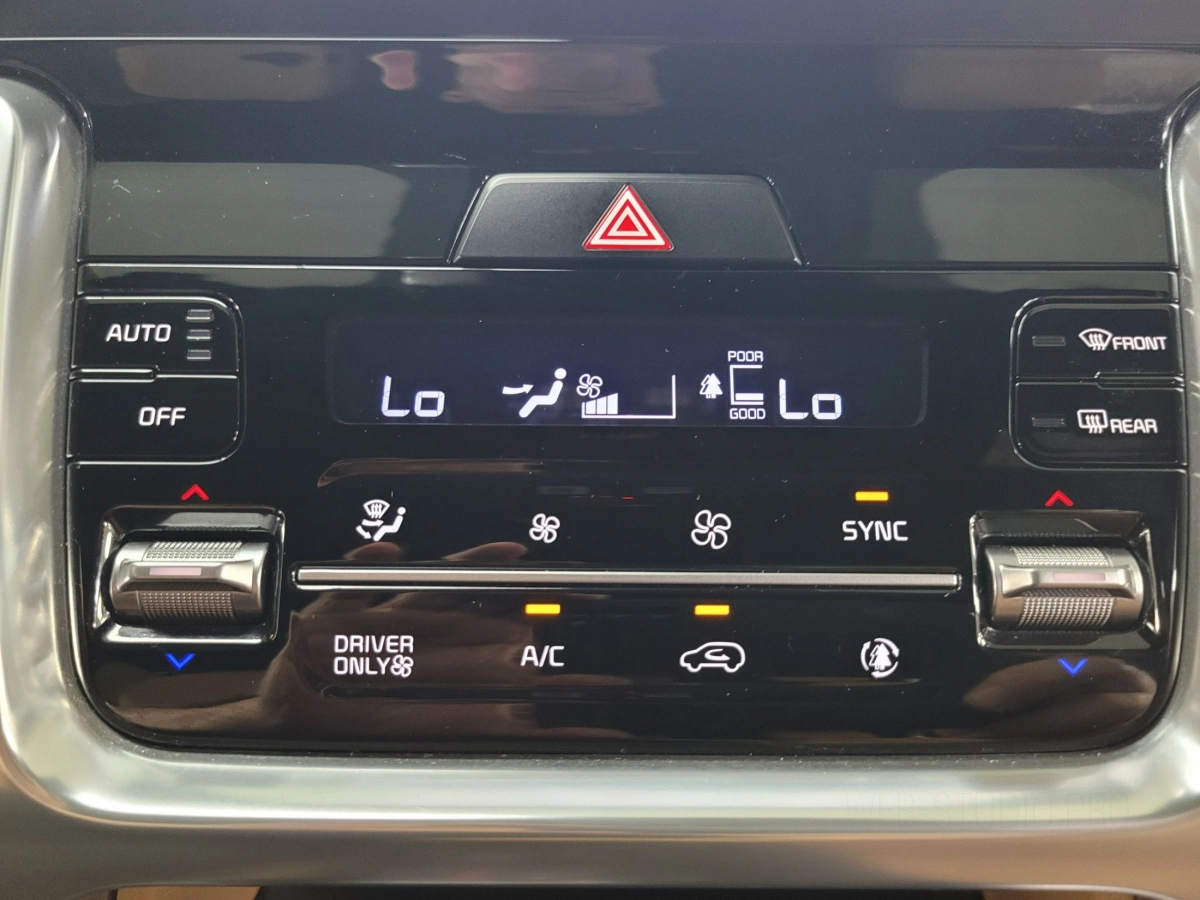 AUTO
OFF
Lo
POOR
GOOD
Lo
FRONT
REAR
SYNC
DRIVER
ONLY
A/C